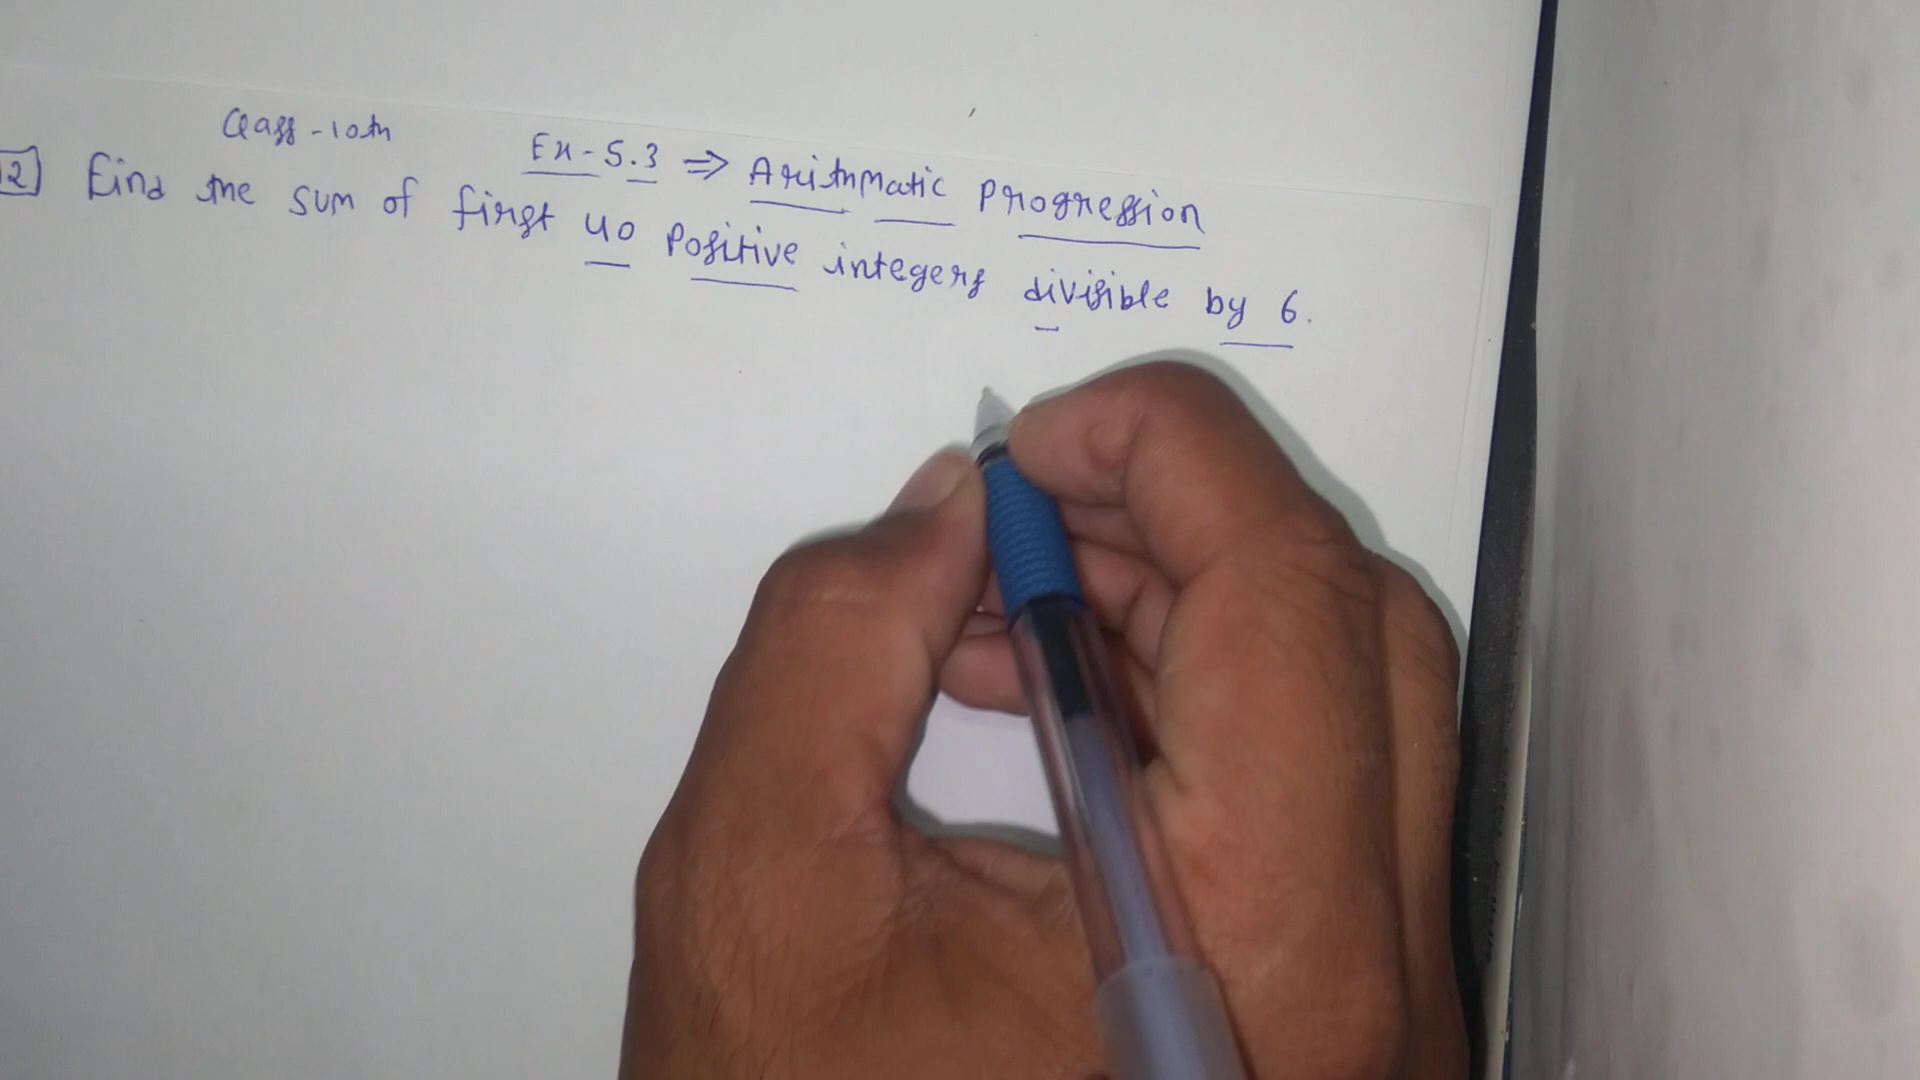 Class - 10th
Ex - 5.3 ⇒ Arithmatic Progression
12] Find the sum of first 40 Positive integers divisible by 6.